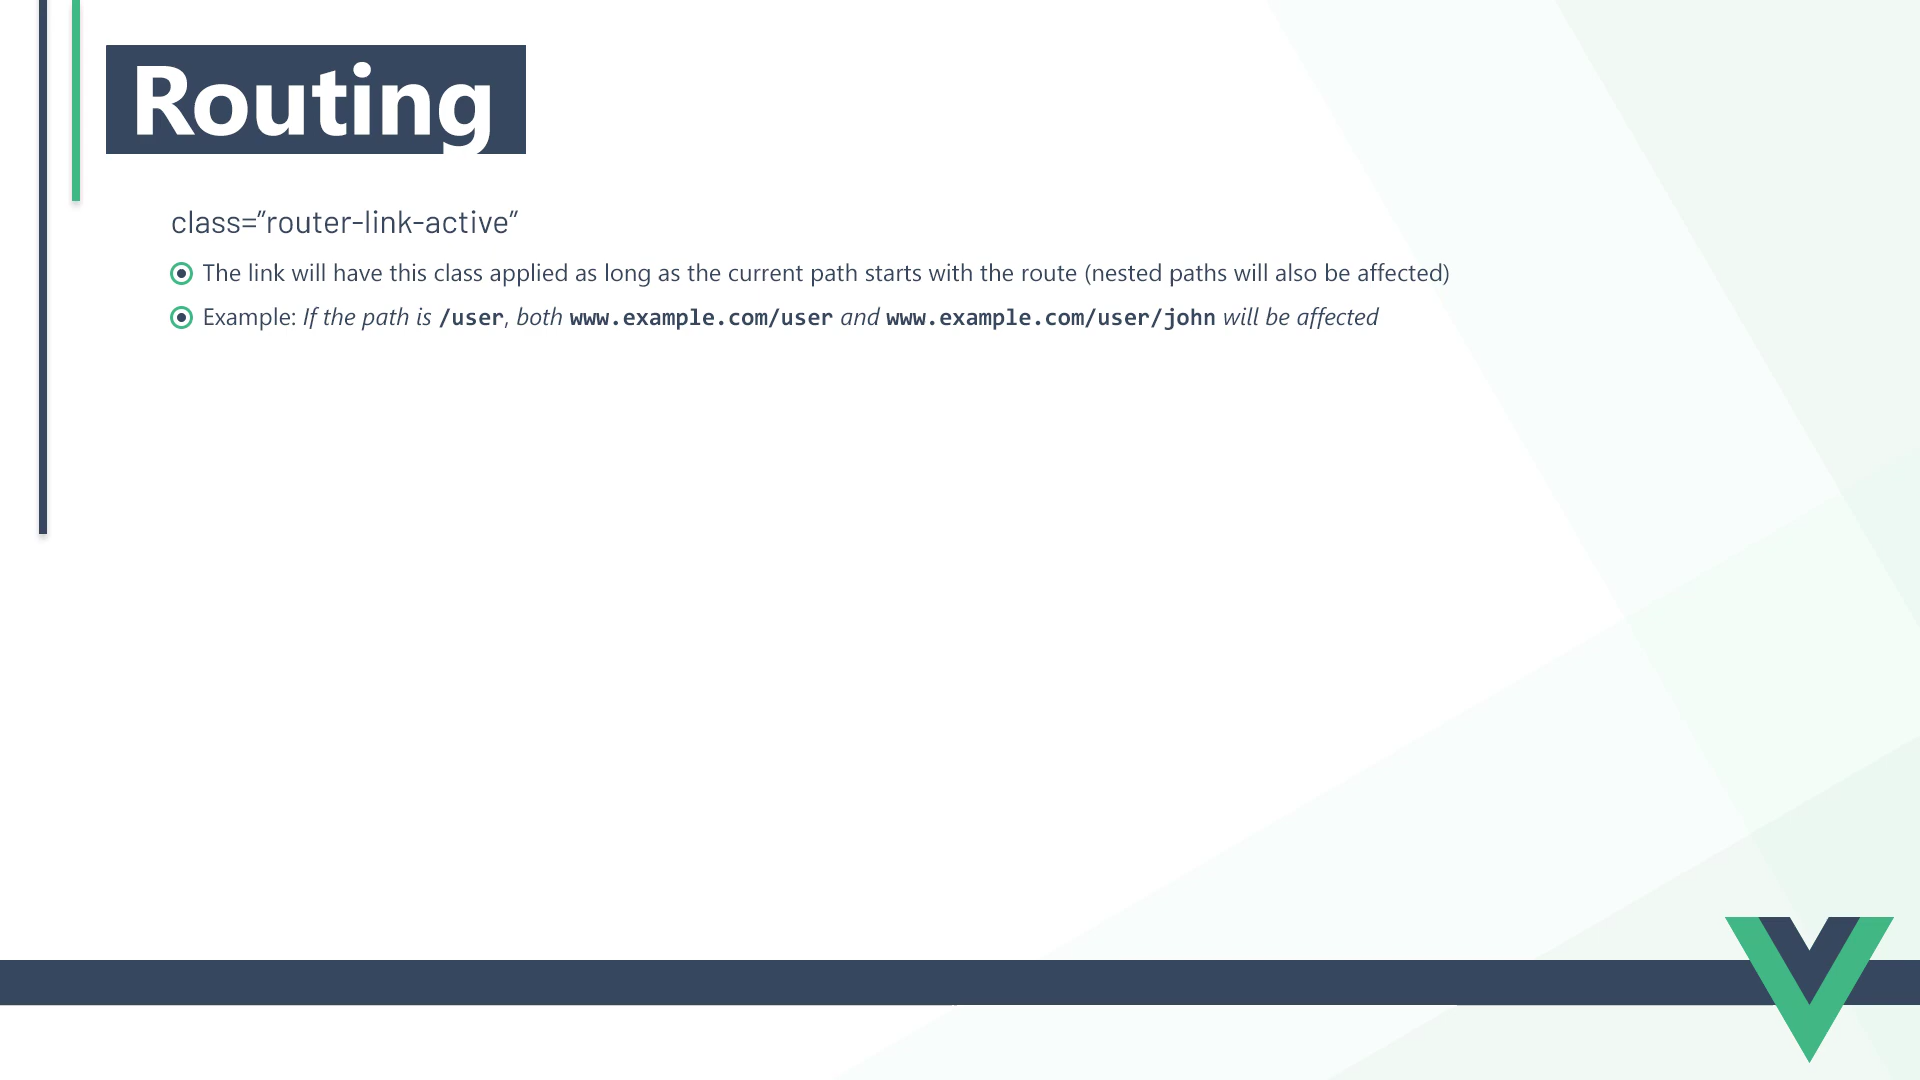 Routing
class=”router-link-active”
The link will have this class applied as long as the current path starts with the route (nested paths will also be affected)
Example: If the path is /user, both www.example.com/user and www.example.com/user/john will be affected